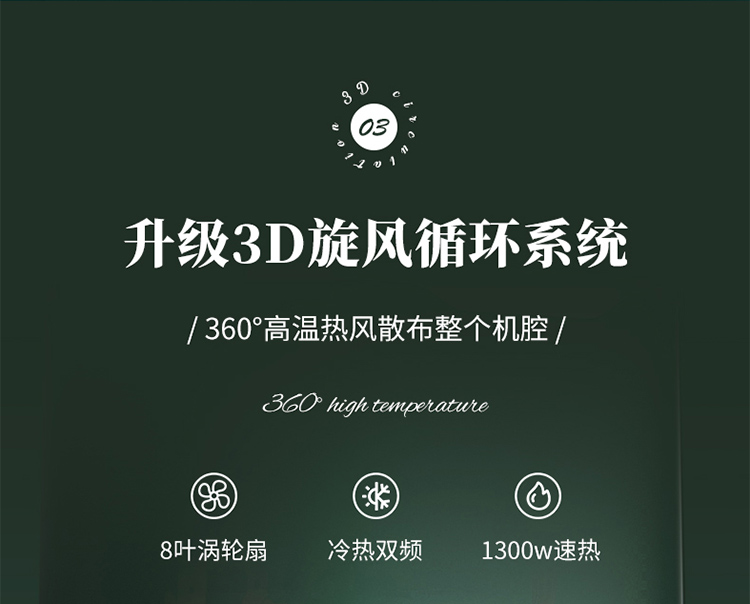 3D circulation
03
升级3D旋风循环系统
/ 360°高温热风散布整个机腔 /
360° high temperature
8叶涡轮扇 冷热双频 1300w速热